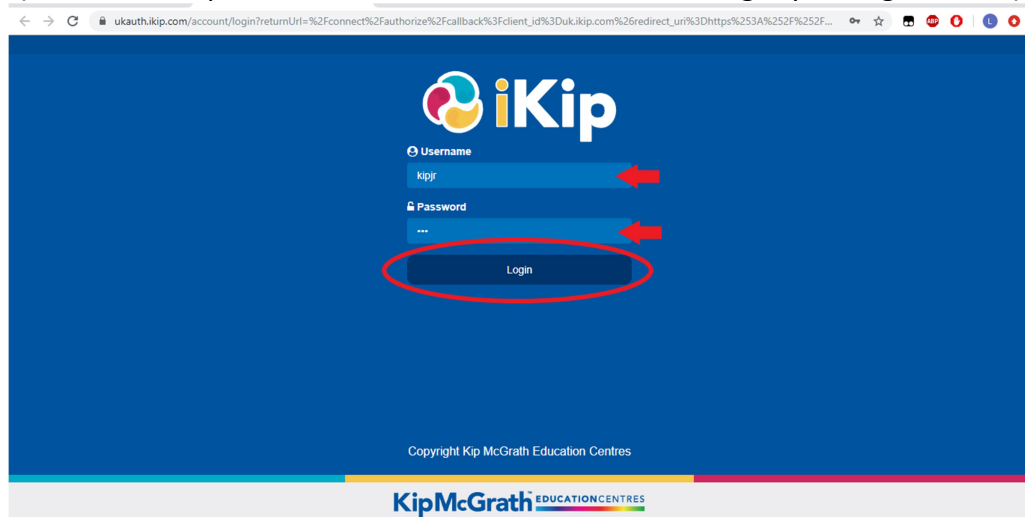 ukauth.ikip.com/account/login?returnUrl=%2Fconnect%2Fauthorize%2Fcallback%3Fclient_id%3Duk.ikip.com%26redirect_uri%3Dhttps%253A%252F%252F...
ABP
L
iKip
Username
kipjr
Password
•••
Login
Copyright Kip McGrath Education Centres
KipMcGrath EDUCATION CENTRES